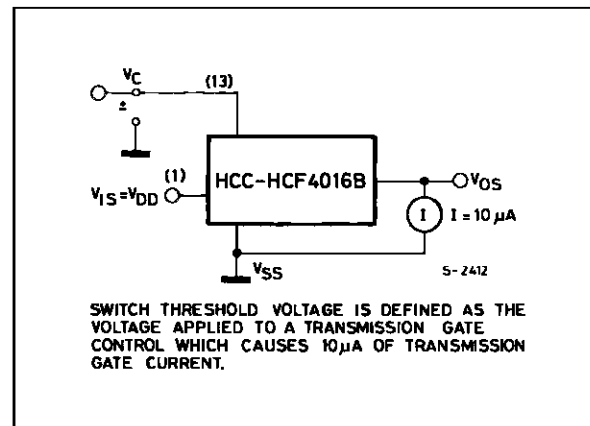 VC
(13)
±
(1)
VIS=VDD
HCC-HCF4016B
VOS
I
I = 10 μA
VSS
S-2412
SWITCH THRESHOLD VOLTAGE IS DEFINED AS THE
VOLTAGE APPLIED TO A TRANSMISSION GATE
CONTROL WHICH CAUSES 10μA OF TRANSMISSION
GATE CURRENT.